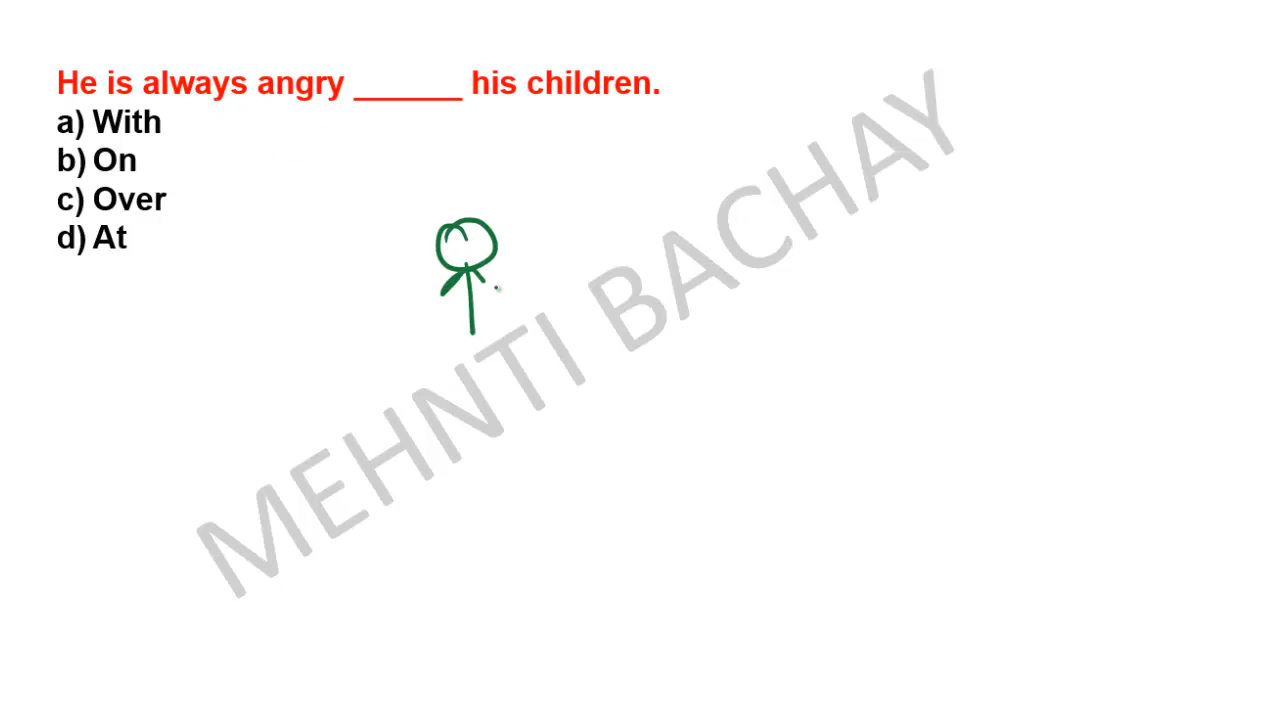 He is always angry ______ his children.
a) With
b) On
c) Over
d) At
MEHNTI BACHAY